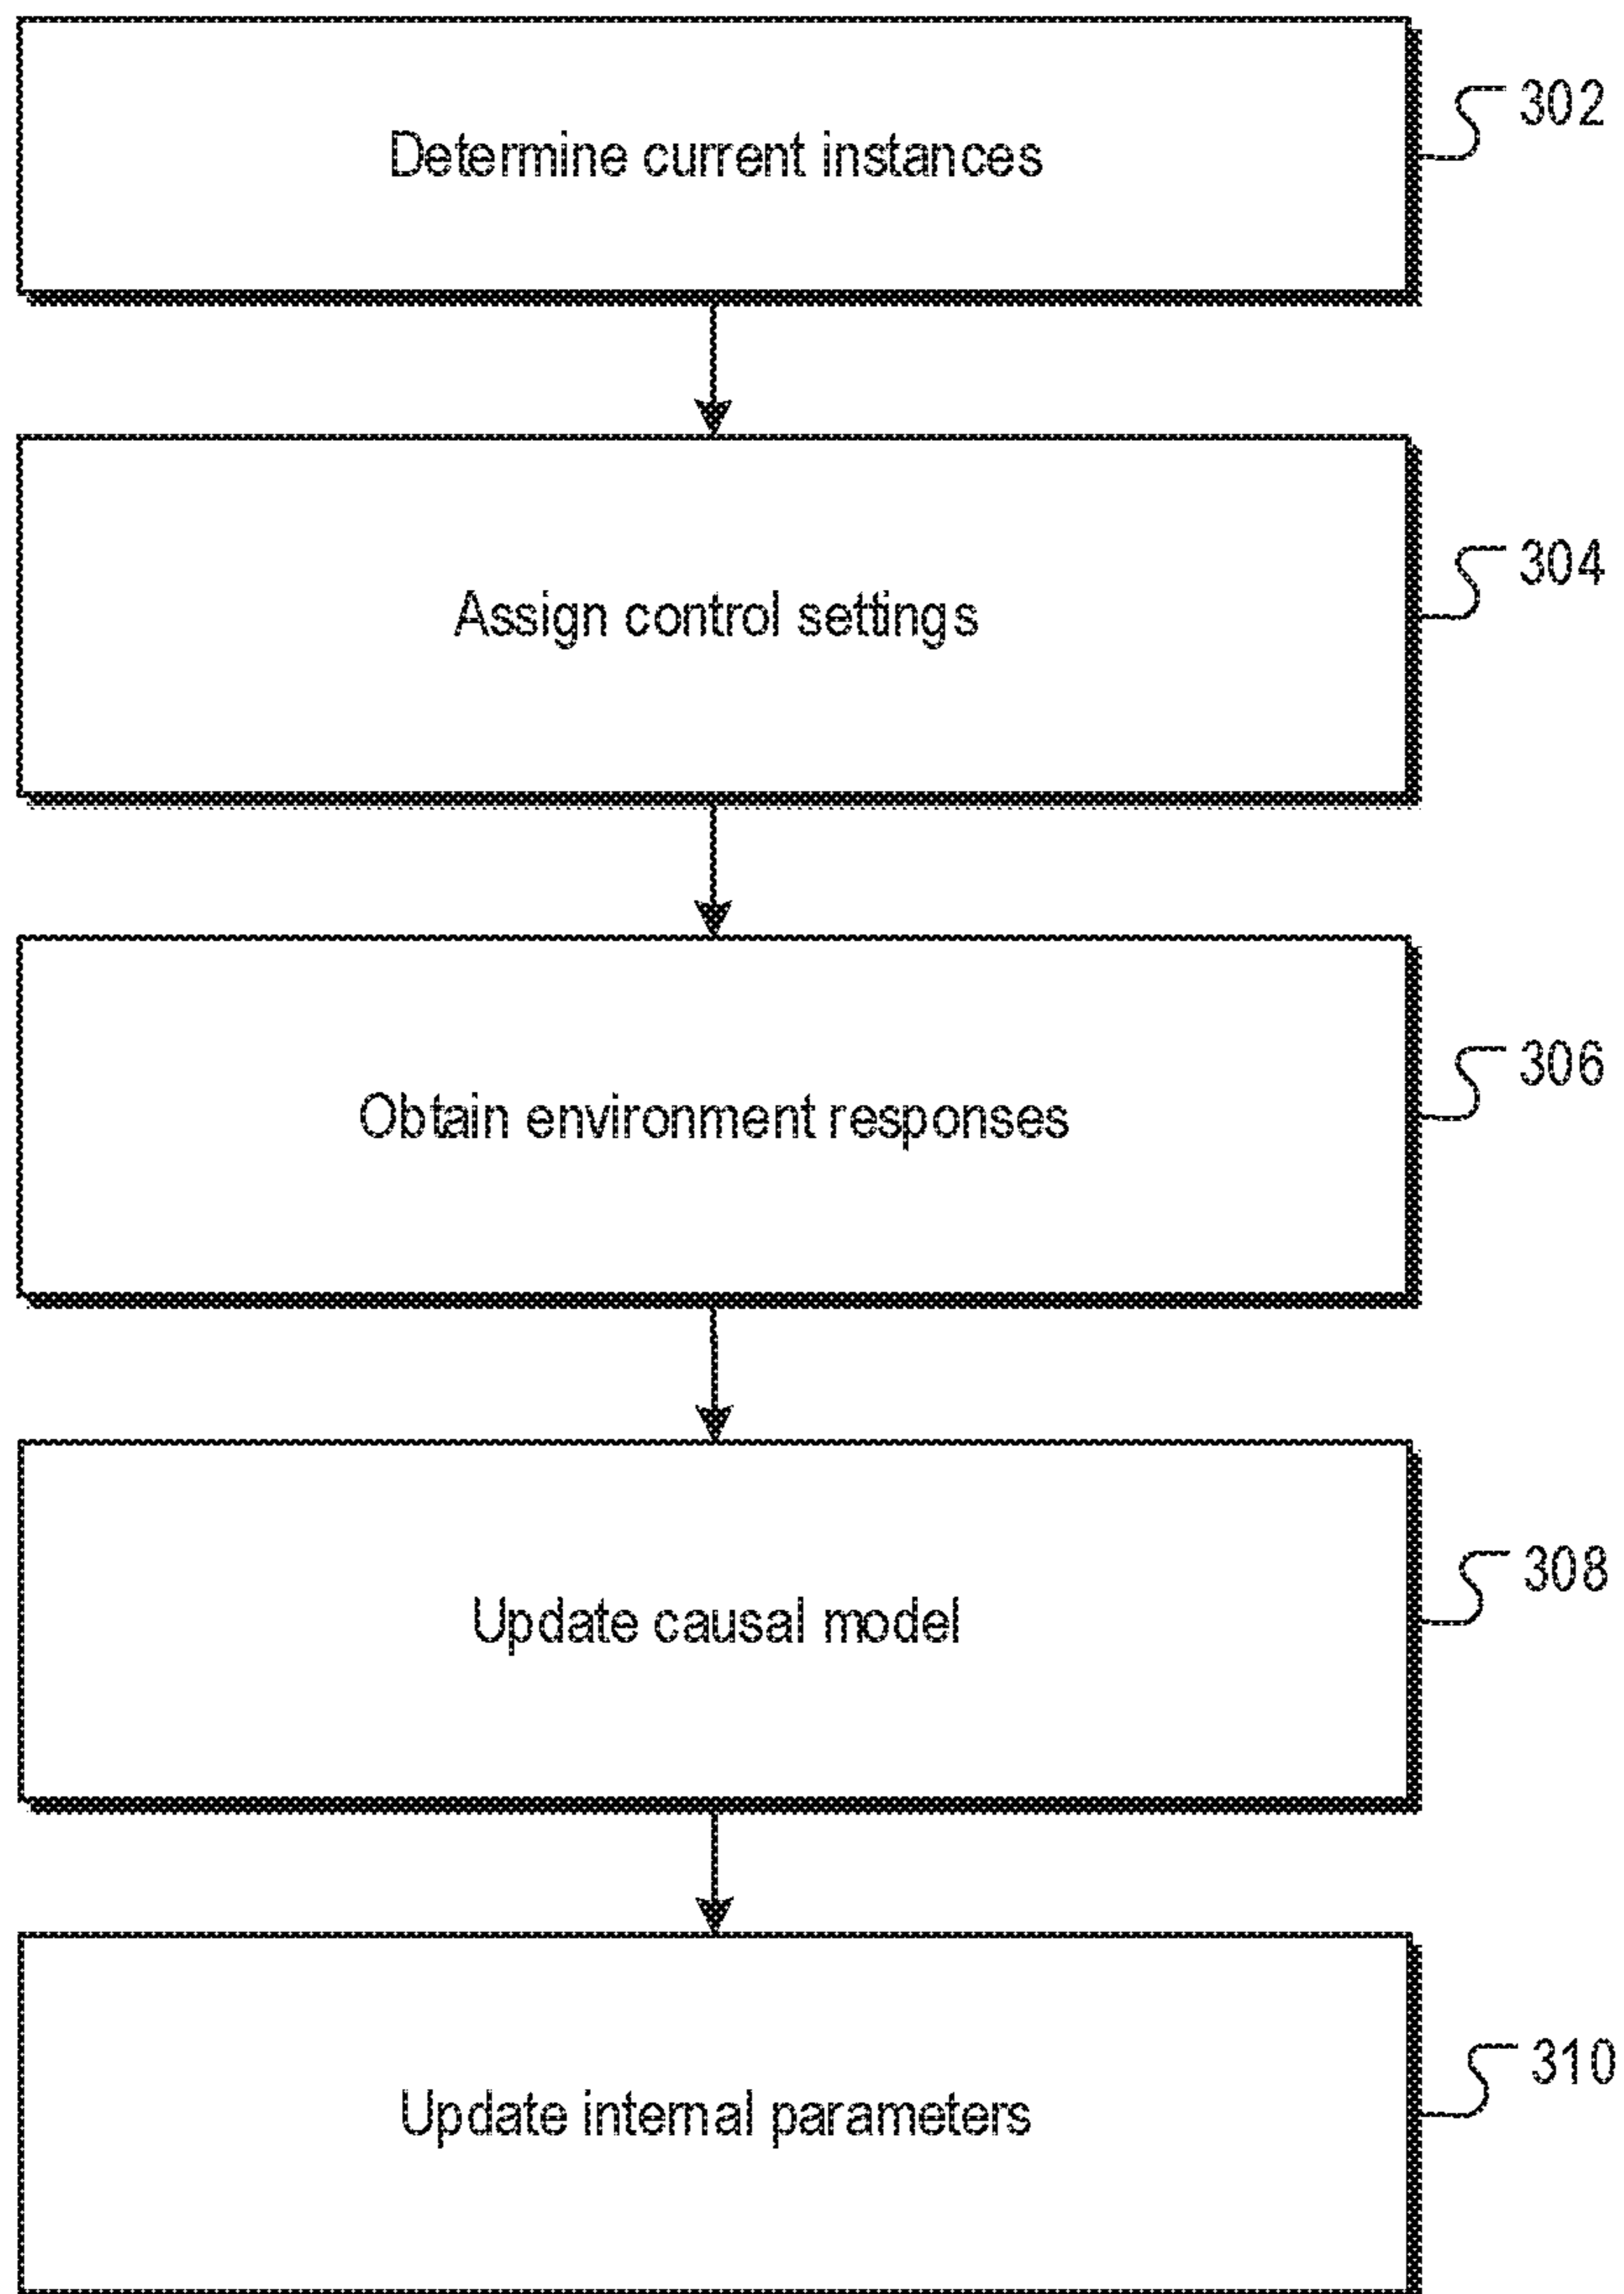 Determine current instances
302
Assign control settings
304
Obtain environment responses
306
Update causal model
308
Update internal parameters
310